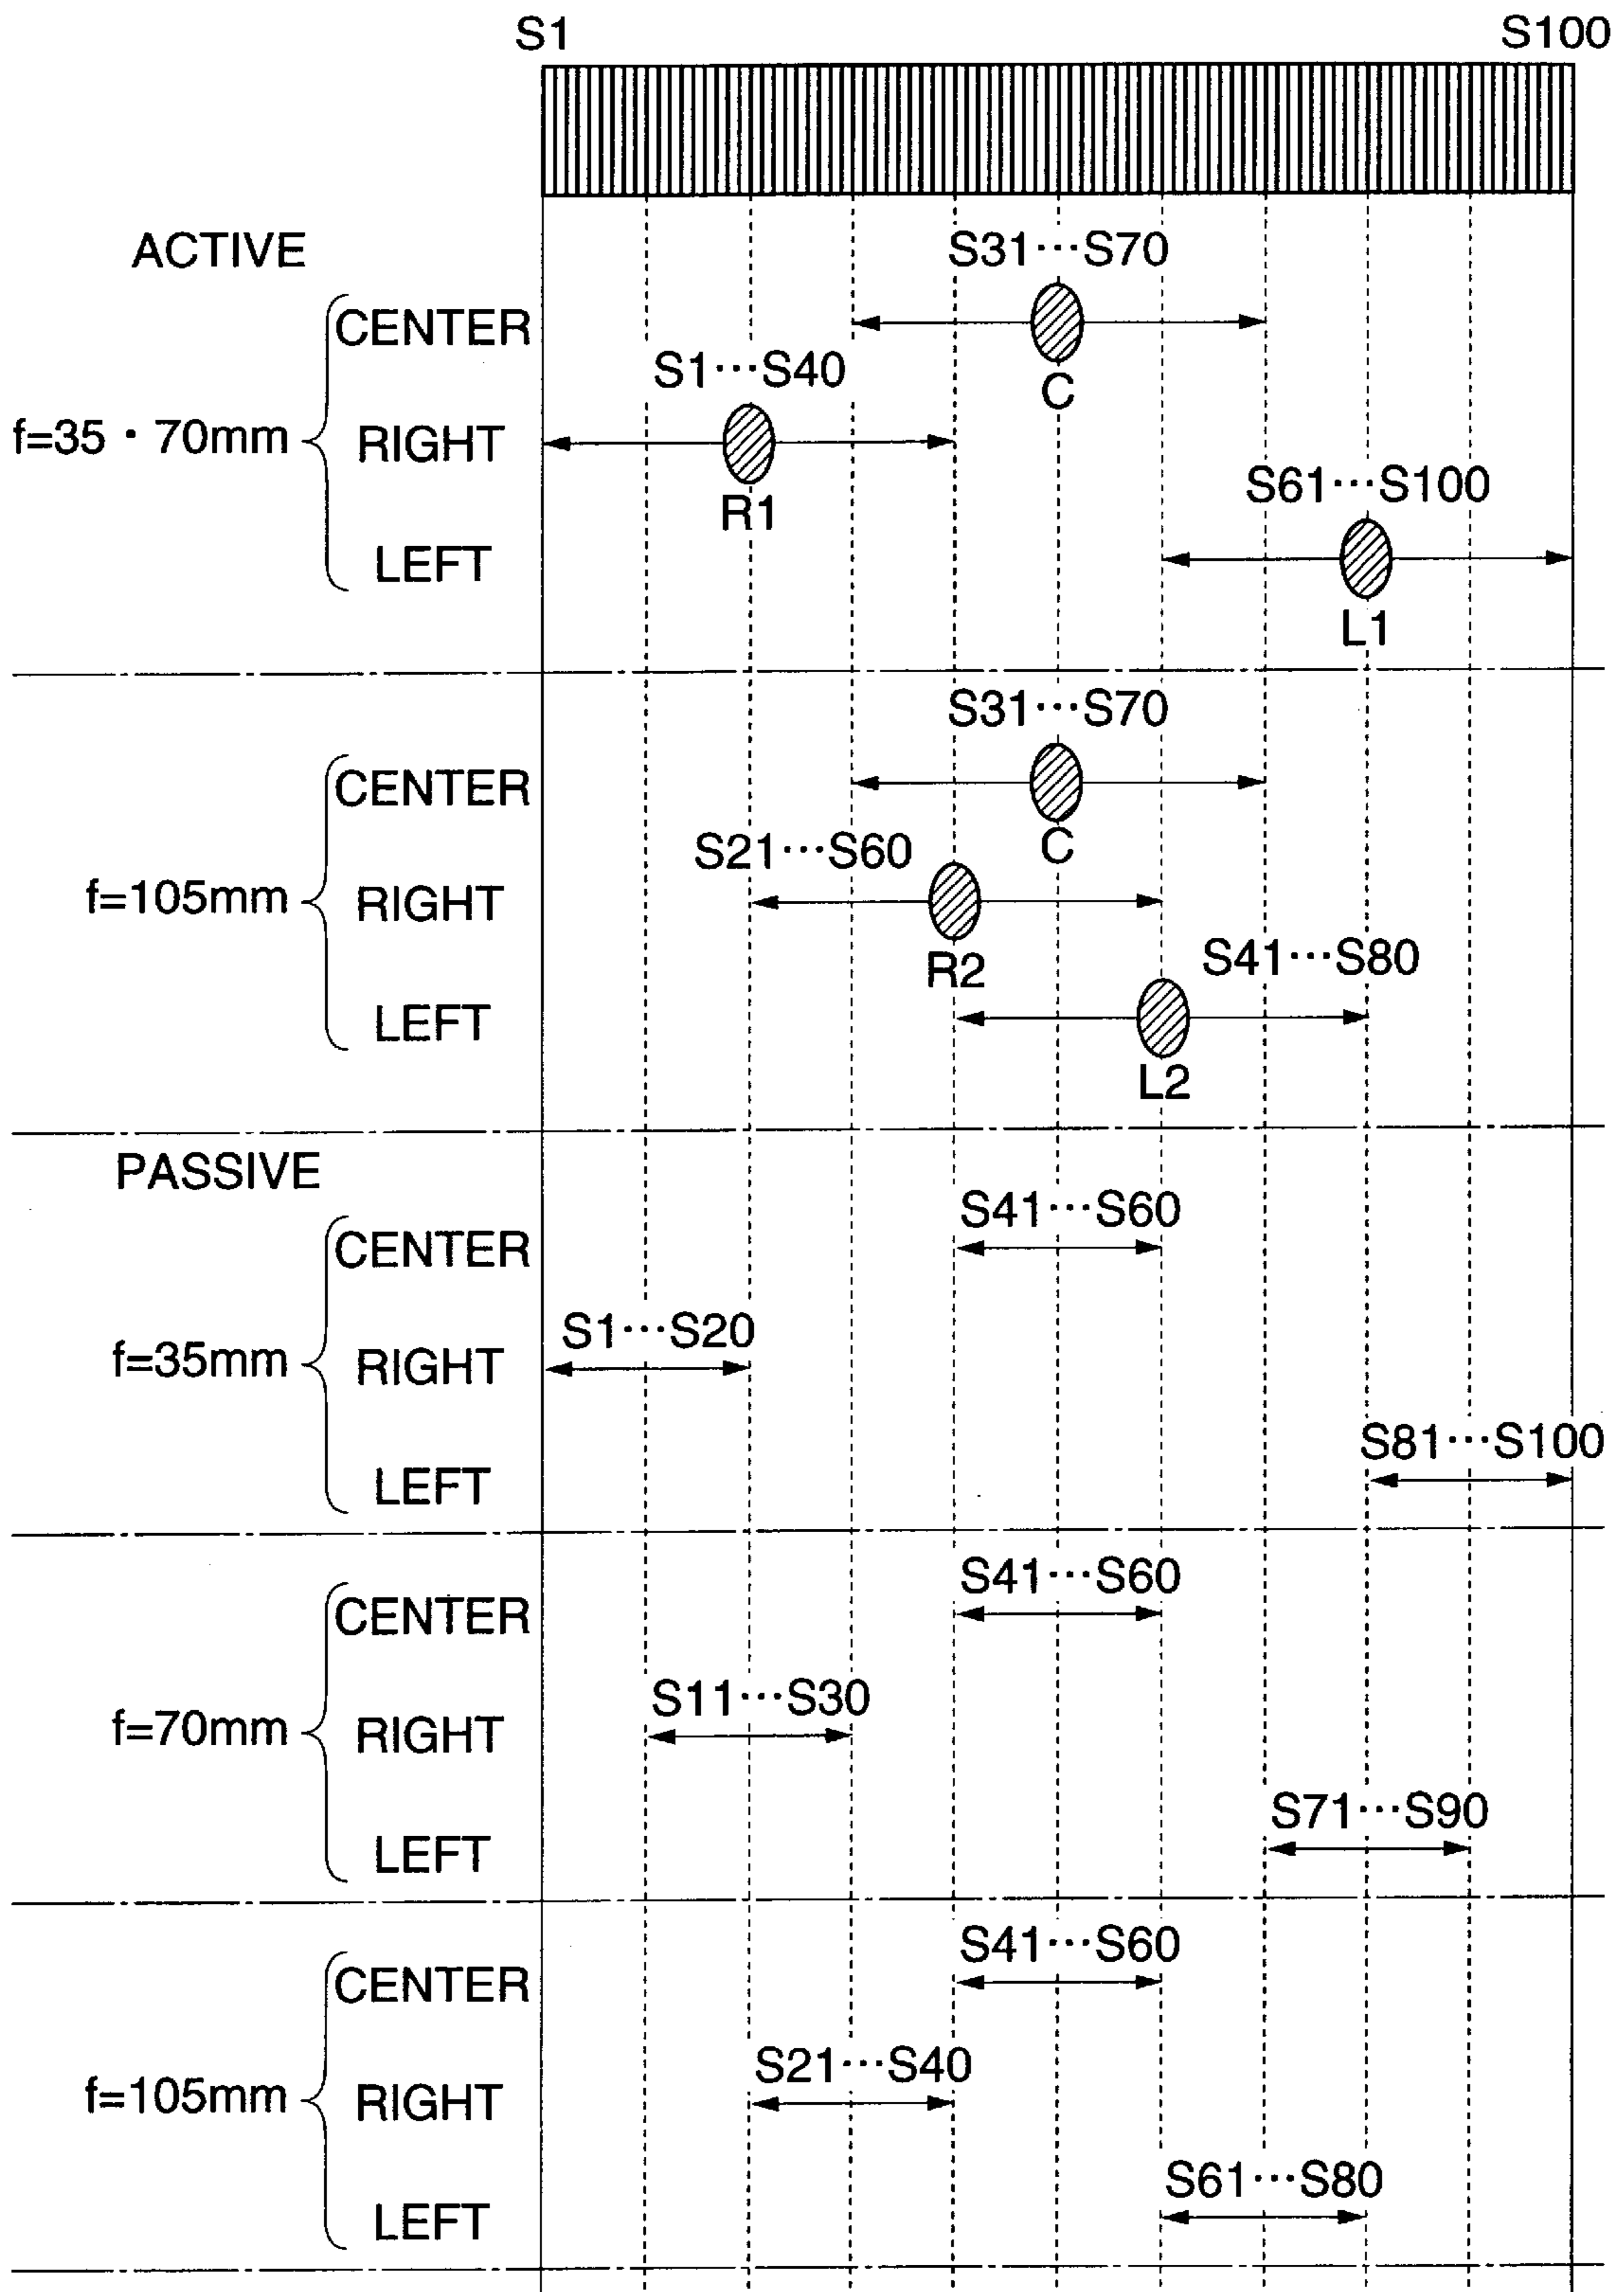 S1 S100
ACTIVE
S31···S70
CENTER
C
S1···S40
f=35・70mm
RIGHT
R1
S61···S100
LEFT
L1
S31···S70
CENTER
C
S21···S60
f=105mm
RIGHT
R2
S41···S80
LEFT
L2
PASSIVE
S41···S60
CENTER
S1···S20
f=35mm
RIGHT
S81···S100
LEFT
S41···S60
CENTER
S11···S30
f=70mm
RIGHT
S71···S90
LEFT
S41···S60
CENTER
S21···S40
f=105mm
RIGHT
S61···S80
LEFT